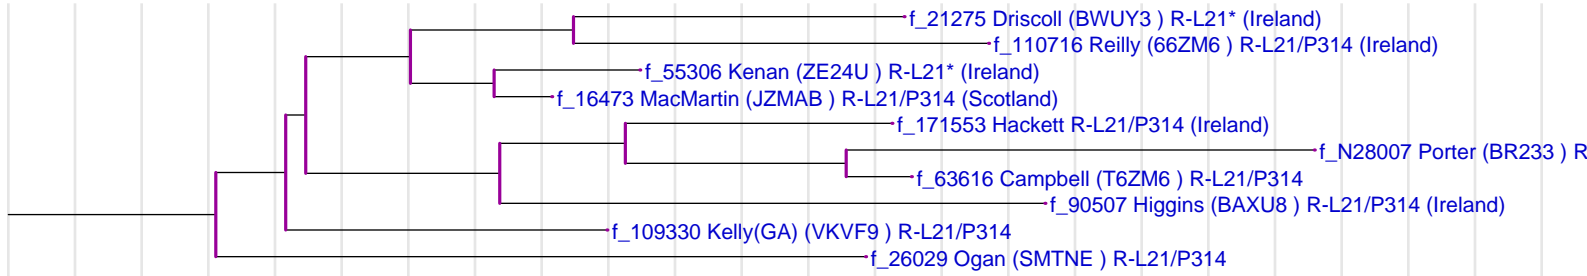 f_21275 Driscoll (BWUY3 ) R-L21* (Ireland)
f_110716 Reilly (66ZM6 ) R-L21/P314 (Ireland)
f_55306 Kenan (ZE24U ) R-L21* (Ireland)
f_16473 MacMartin (JZMAB ) R-L21/P314 (Scotland)
f_171553 Hackett R-L21/P314 (Ireland)
f_N28007 Porter (BR233 ) R
f_63616 Campbell (T6ZM6 ) R-L21/P314
f_90507 Higgins (BAXU8 ) R-L21/P314 (Ireland)
f_109330 Kelly(GA) (VKVF9 ) R-L21/P314
f_26029 Ogan (SMTNE ) R-L21/P314